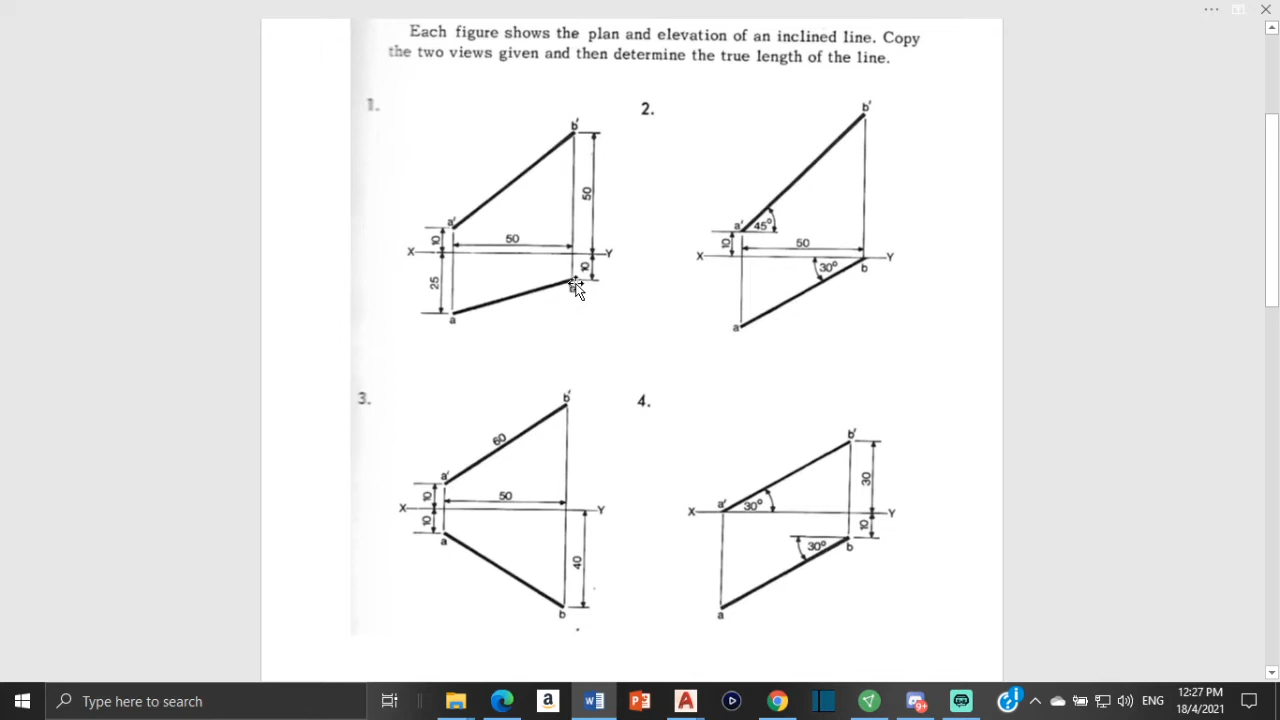 Each figure shows the plan and elevation of an inclined line. Copy
the two views given and then determine the true length of the line.
1.
b'
a'
50
10
50
X
Y
10
25
a
2.
b'
a'
45°
10
50
X
Y
30°
b
a
3.
b'
60
a'
10
50
X
Y
10
a
40
b
4.
b'
a'
30°
30
X
Y
10
30°
b
a
Type here to search
ENG
12:27 PM
18/4/2021